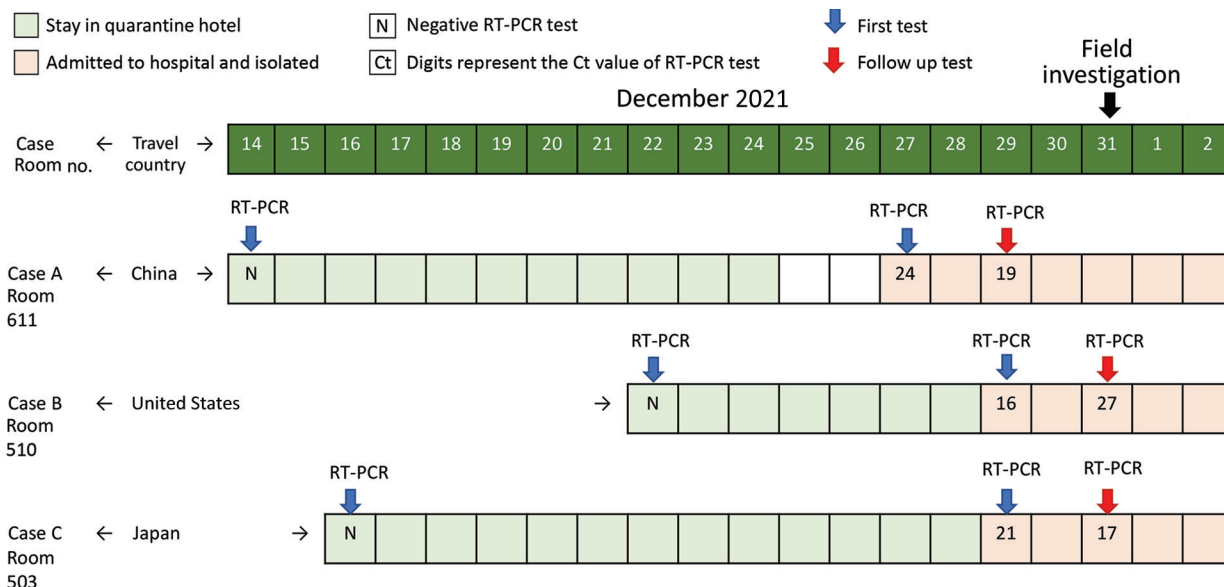 Stay in quarantine hotel
N Negative RT-PCR test
First test
Admitted to hospital and isolated
Ct Digits represent the Ct value of RT-PCR test
Follow up test
Field
investigation
December 2021
Case ← Travel →
Room no. country
14 15 16 17 18 19 20 21 22 23 24 25 26 27 28 29 30 31 1 2
RT-PCR RT-PCR RT-PCR
Case A ← China →
Room
611
N 24 19
RT-PCR RT-PCR RT-PCR
Case B ← United States →
Room
510
N 16 27
RT-PCR RT-PCR RT-PCR
Case C ← Japan →
Room
503
N 21 17